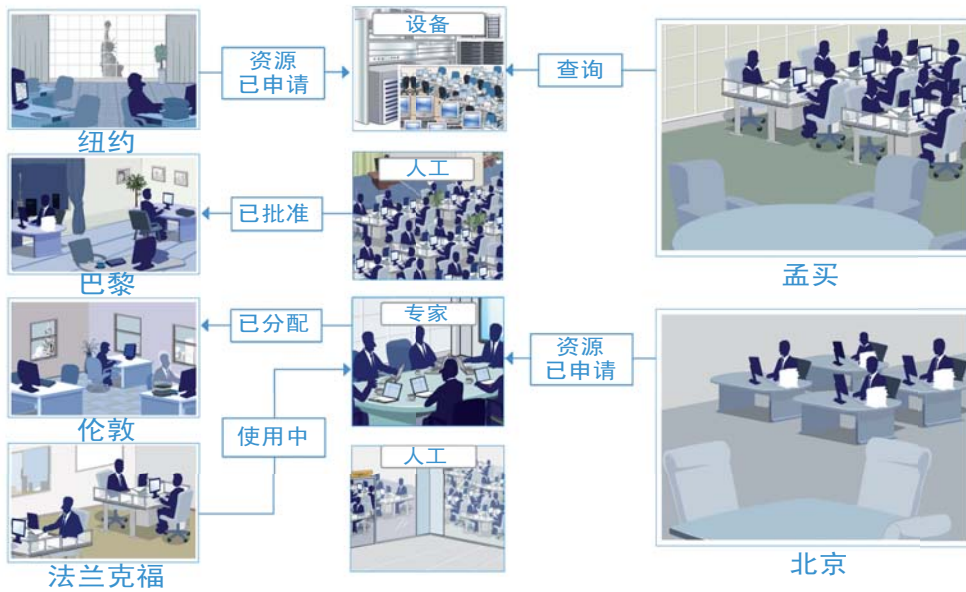 设备
资源
已申请
查询
纽约
人工
已批准
巴黎
孟买
专家
已分配
资源
已申请
伦敦
使用中
人工
法兰克福
北京